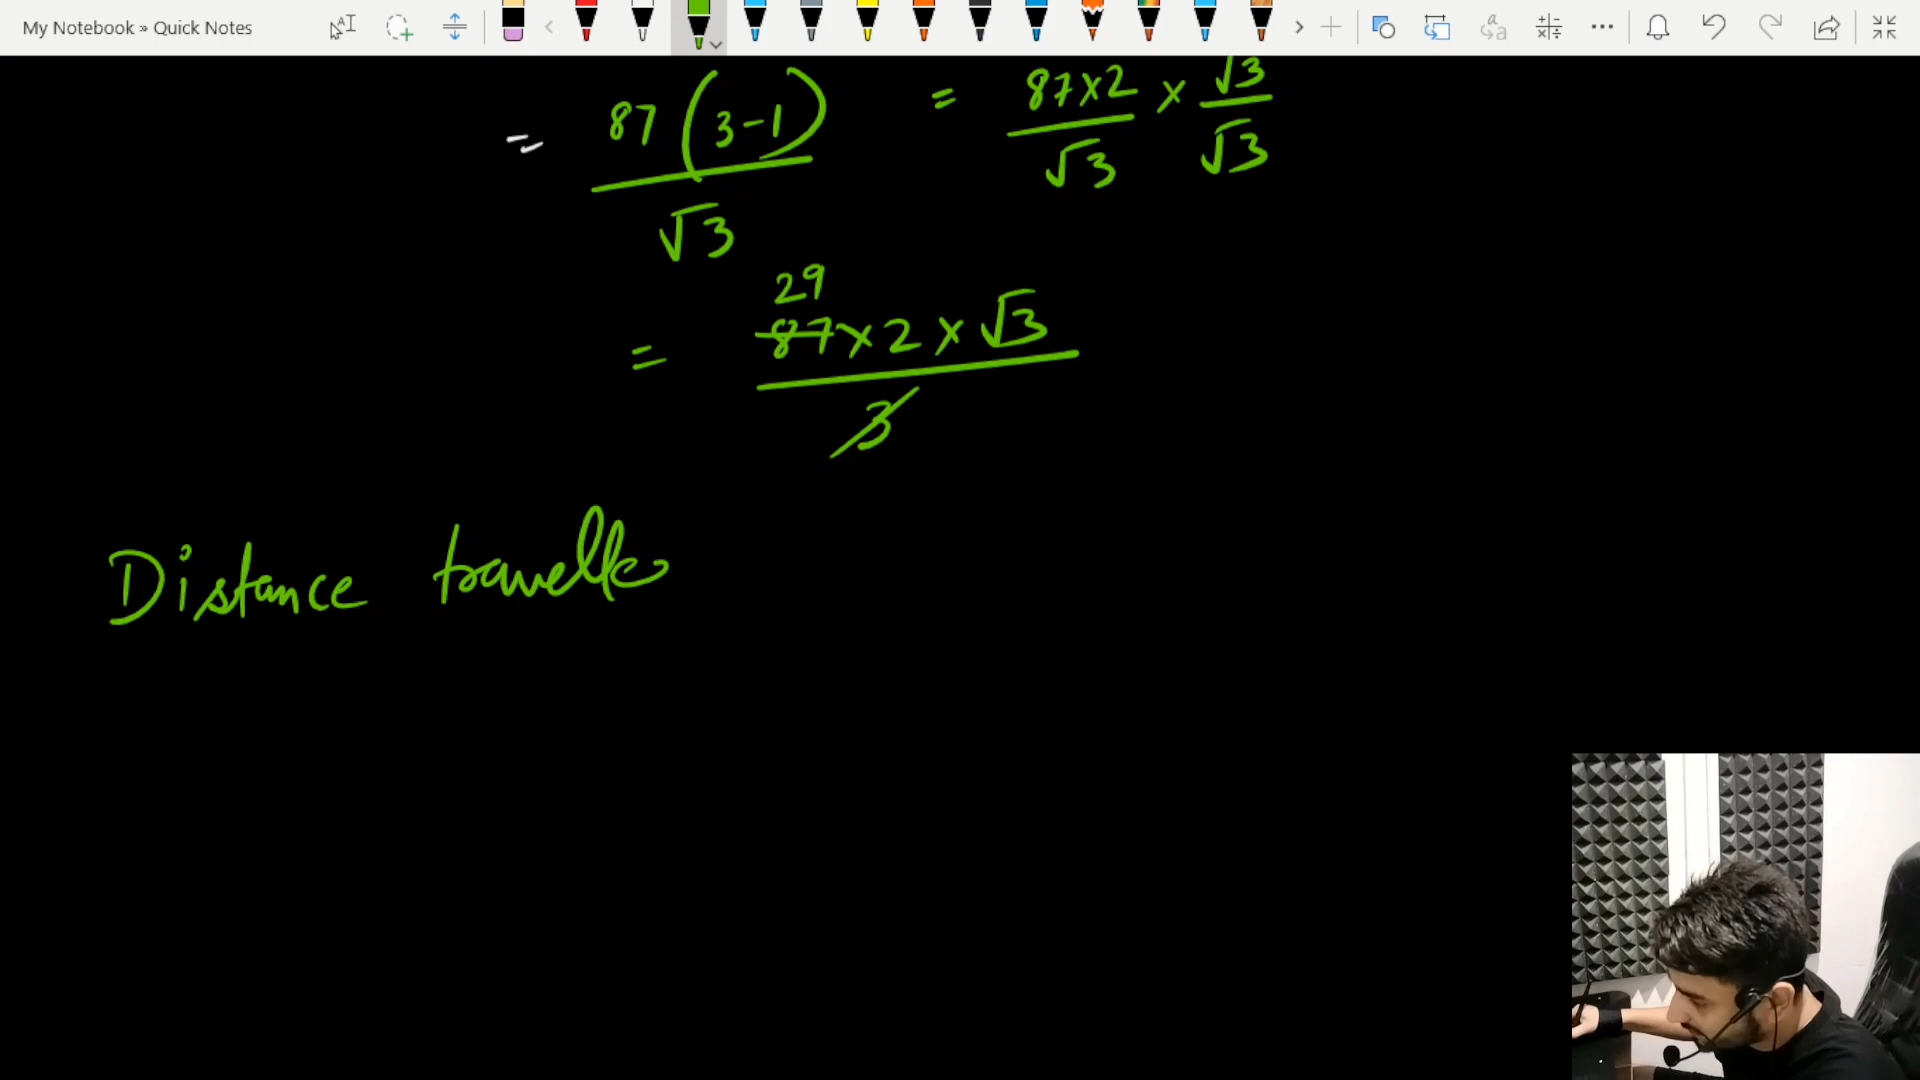 My Notebook » Quick Notes
= 87 (3-1) / √3 = 87×2 / √3 × √3 / √3
29
= 87×2×√3 / 3
Distance travelle